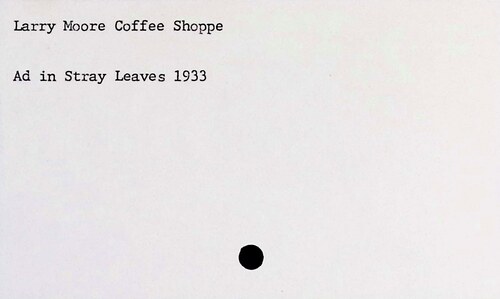 Larry Moore Coffee Shoppe
Ad in Stray Leaves 1933